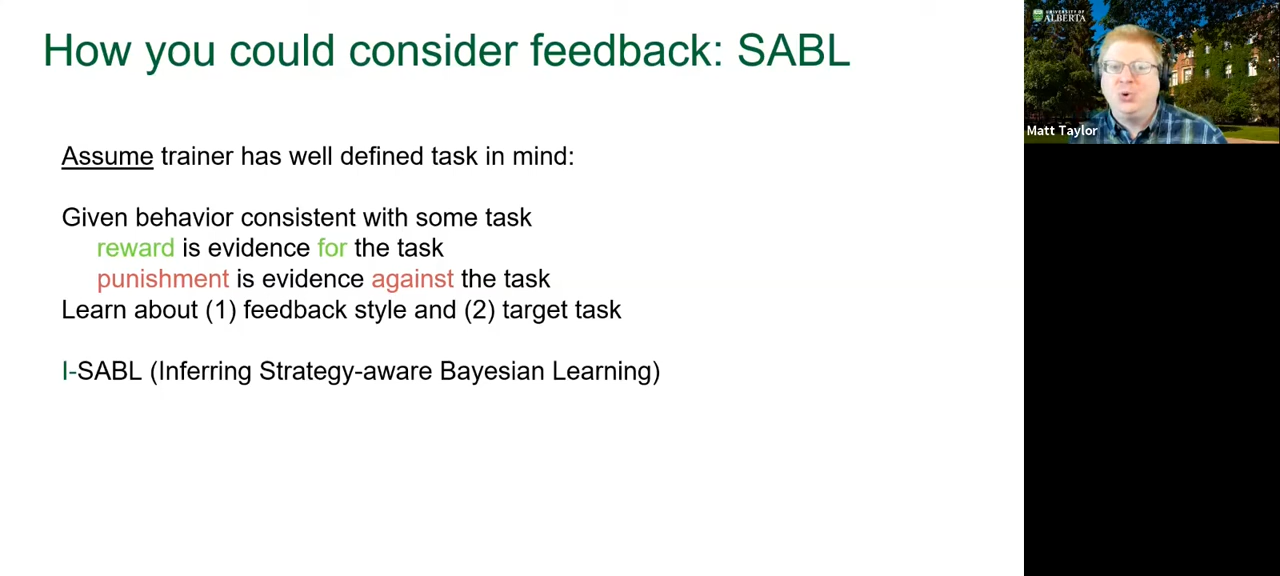 How you could consider feedback: SABL
Assume trainer has well defined task in mind:
Given behavior consistent with some task
reward is evidence for the task
punishment is evidence against the task
Learn about (1) feedback style and (2) target task
I-SABL (Inferring Strategy-aware Bayesian Learning)
UNIVERSITY OF
ALBERTA
Matt Taylor